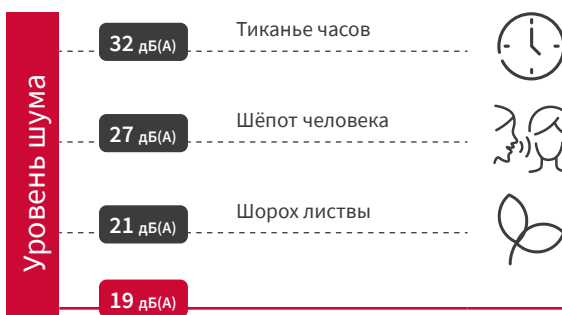 Уровень шума
32 дБ(А)
Тиканье часов
27 дБ(А)
Шёпот человека
21 дБ(А)
Шорох листвы
19 дБ(А)